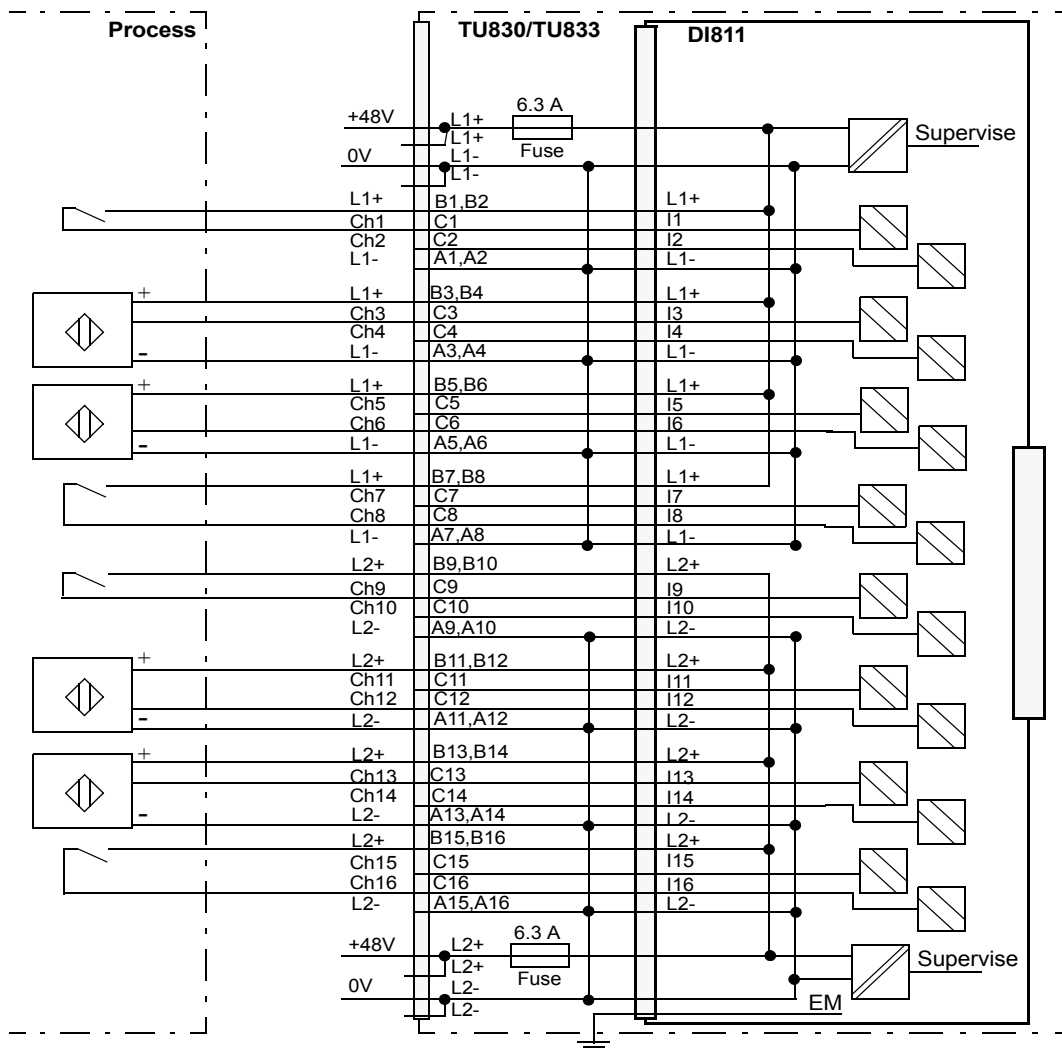 Process TU830/TU833 DI811
6.3 A
+48V L1+
L1+ Fuse Supervise
0V L1-
L1-
L1+ B1,B2 L1+
Ch1 C1 I1
Ch2 C2 I2
L1- A1,A2 L1-
+ L1+ B3,B4 L1+
Ch3 C3 I3
Ch4 C4 I4
- L1- A3,A4 L1-
+ L1+ B5,B6 L1+
Ch5 C5 I5
Ch6 C6 I6
- L1- A5,A6 L1-
L1+ B7,B8 L1+
Ch7 C7 I7
Ch8 C8 I8
L1- A7,A8 L1-
L2+ B9,B10 L2+
Ch9 C9 I9
Ch10 C10 I10
L2- A9,A10 L2-
+ L2+ B11,B12 L2+
Ch11 C11 I11
Ch12 C12 I12
- L2- A11,A12 L2-
+ L2+ B13,B14 L2+
Ch13 C13 I13
Ch14 C14 I14
- L2- A13,A14 L2-
L2+ B15,B16 L2+
Ch15 C15 I15
Ch16 C16 I16
L2- A15,A16 L2-
6.3 A
+48V L2+
L2+ Fuse Supervise
0V L2-
L2- EM